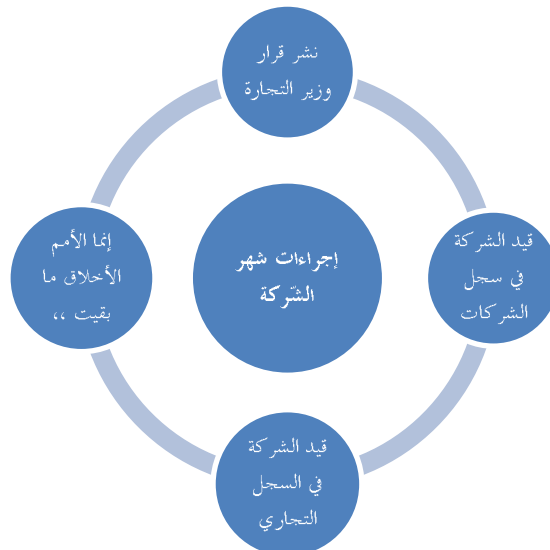 نشر قرار
وزير التجارة
قيد الشركة
في سجل
الشركات
إجراءات شهر
الشّركة
إنما الأمم
الأخلاق ما
بقيت ،،
قيد الشركة
في السجل
التجاري